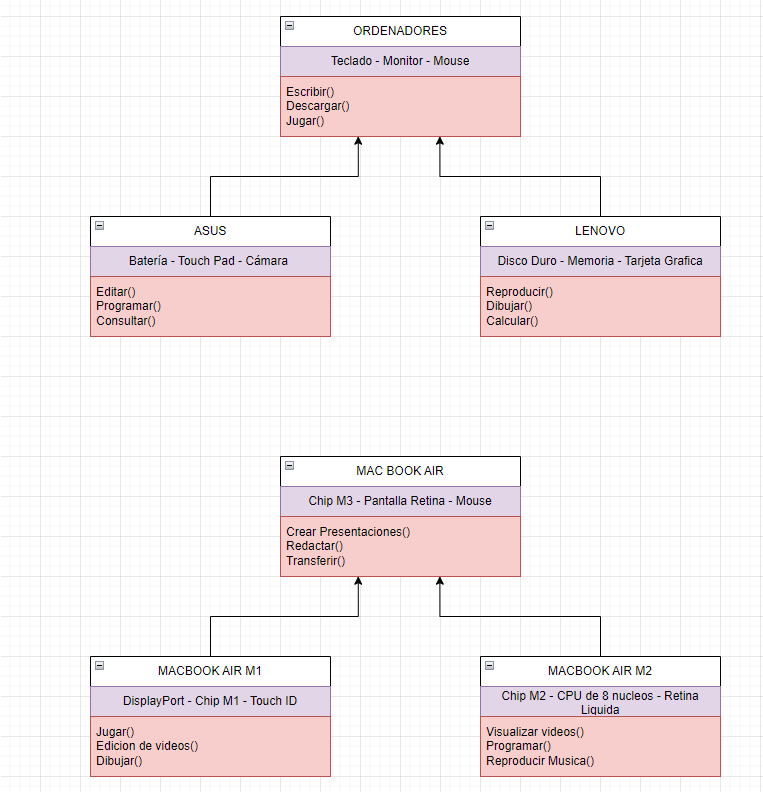 ORDENADORES
Teclado - Monitor - Mouse
Escribir()
Descargar()
Jugar()
ASUS
Batería - Touch Pad - Cámara
Editar()
Programar()
Consultar()
LENOVO
Disco Duro - Memoria - Tarjeta Grafica
Reproducir()
Dibujar()
Calcular()
MAC BOOK AIR
Chip M3 - Pantalla Retina - Mouse
Crear Presentaciones()
Redactar()
Transferir()
MACBOOK AIR M1
DisplayPort - Chip M1 - Touch ID
Jugar()
Edicion de videos()
Dibujar()
MACBOOK AIR M2
Chip M2 - CPU de 8 nucleos - Retina
Liquida
Visualizar videos()
Programar()
Reproducir Musica()